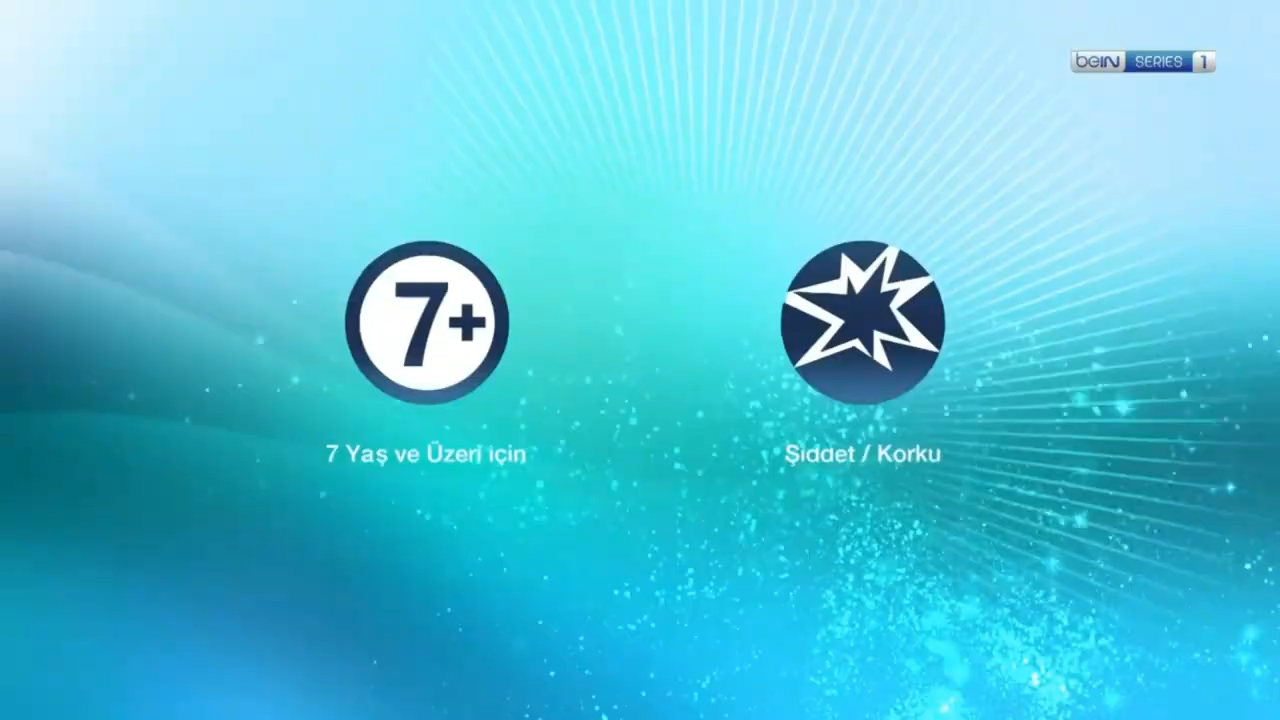 beIN SERIES 1
7+
7 Yaş ve Üzeri için
Şiddet / Korku